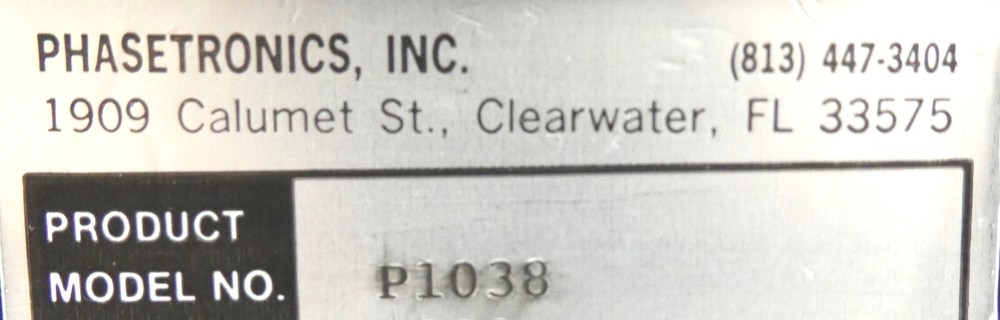 PHASETRONICS, INC. (813) 447-3404
1909 Calumet St., Clearwater, FL 33575
PRODUCT
MODEL NO. P1038